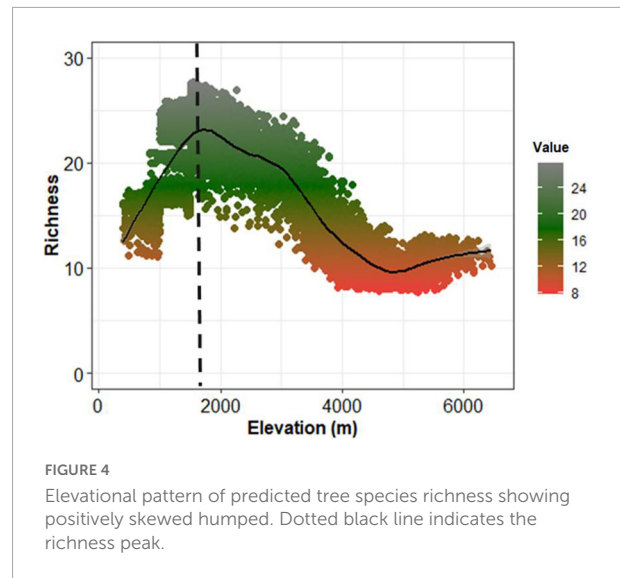 30
20
10
0
Richness
0
2000
4000
6000
Elevation (m)
Value
24
20
16
12
8
FIGURE 4
Elevational pattern of predicted tree species richness showing
positively skewed humped. Dotted black line indicates the
richness peak.